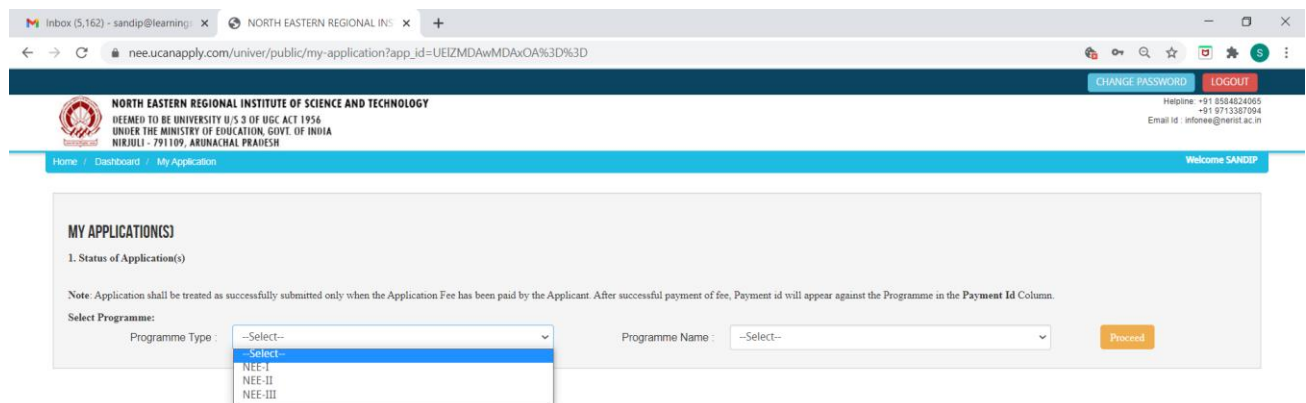 Inbox (5,162) - sandip@learning
NORTH EASTERN REGIONAL INS
nee.ucanapply.com/univer/public/my-application?app_id=UEIZMDAwMDAxOA%3D%3D
S
CHANGE PASSWORD
LOGOUT
NORTH EASTERN REGIONAL INSTITUTE OF SCIENCE AND TECHNOLOGY
DEEMED TO BE UNIVERSITY U/S 3 OF UGC ACT 1956
UNDER THE MINISTRY OF EDUCATION, GOVT. OF INDIA
NIRJULI - 791109, ARUNACHAL PRADESH
Helpline: +91 8584824065
+91 9713387094
Email Id : infonee@nerist.ac.in
Home / Dashboard / My Application
Welcome SANDIP
MY APPLICATION(S)
1. Status of Application(s)
Note: Application shall be treated as successfully submitted only when the Application Fee has been paid by the Applicant. After successful payment of fee, Payment id will appear against the Programme in the Payment Id Column.
Select Programme:
Programme Type : --Select--
Programme Name : --Select--
Proceed
--Select--
NEE-I
NEE-II
NEE-III